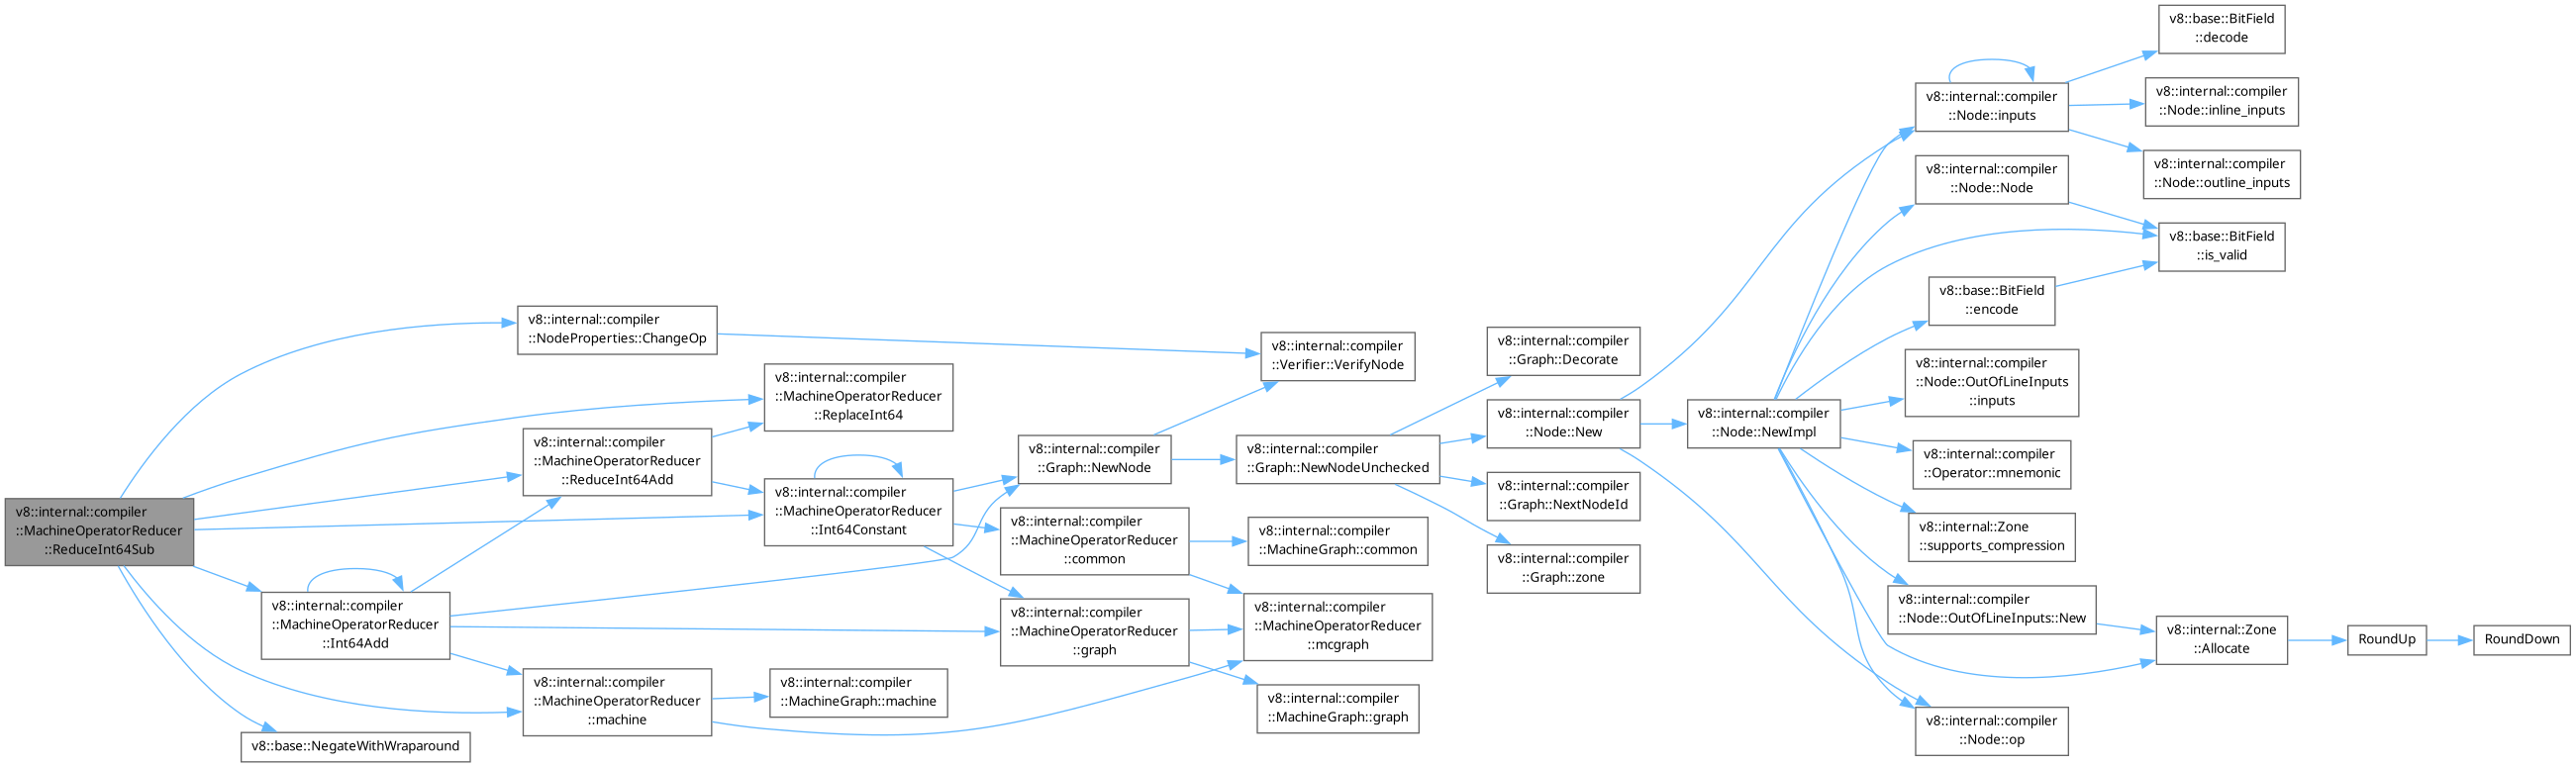 v8::internal::compiler
::MachineOperatorReducer
::ReduceInt64Sub
v8::internal::compiler
::NodeProperties::ChangeOp
v8::internal::compiler
::MachineOperatorReducer
::ReplaceInt64
v8::internal::compiler
::MachineOperatorReducer
::ReduceInt64Add
v8::internal::compiler
::MachineOperatorReducer
::Int64Constant
v8::internal::compiler
::MachineOperatorReducer
::Int64Add
v8::internal::compiler
::MachineOperatorReducer
::machine
v8::base::NegateWithWraparound
v8::internal::compiler
::MachineGraph::machine
v8::internal::compiler
::Graph::NewNode
v8::internal::compiler
::MachineOperatorReducer
::common
v8::internal::compiler
::MachineOperatorReducer
::graph
v8::internal::compiler
::Verifier::VerifyNode
v8::internal::compiler
::Graph::NewNodeUnchecked
v8::internal::compiler
::MachineGraph::common
v8::internal::compiler
::MachineOperatorReducer
::mcgraph
v8::internal::compiler
::MachineGraph::graph
v8::internal::compiler
::Graph::Decorate
v8::internal::compiler
::Node::New
v8::internal::compiler
::Graph::NextNodeId
v8::internal::compiler
::Graph::zone
v8::internal::compiler
::Node::NewImpl
v8::internal::compiler
::Node::inputs
v8::internal::compiler
::Node::Node
v8::base::BitField
::encode
v8::internal::compiler
::Node::OutOfLineInputs
::inputs
v8::internal::compiler
::Operator::mnemonic
v8::internal::Zone
::supports_compression
v8::internal::compiler
::Node::OutOfLineInputs::New
v8::internal::compiler
::Node::op
v8::base::BitField
::decode
v8::internal::compiler
::Node::inline_inputs
v8::internal::compiler
::Node::outline_inputs
v8::base::BitField
::is_valid
v8::internal::Zone
::Allocate
RoundUp
RoundDown